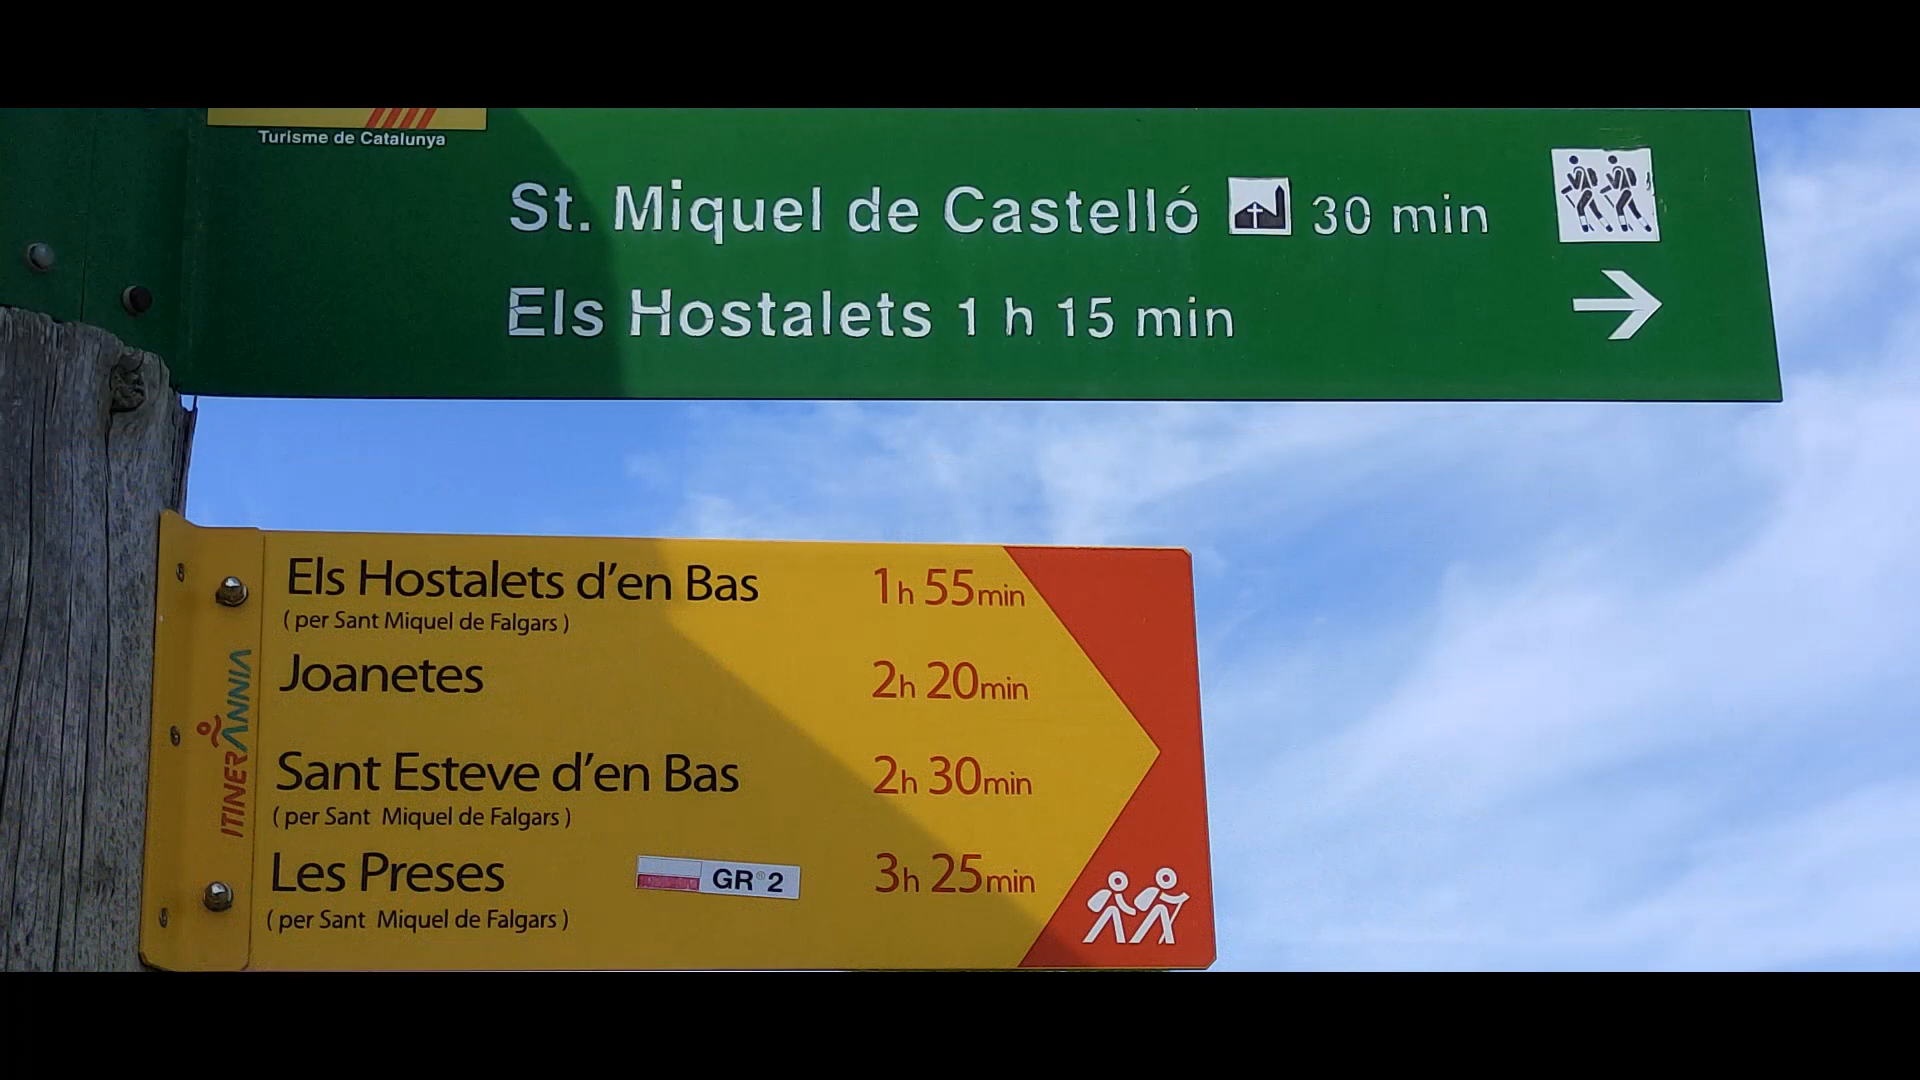 Turisme de Catalunya
St. Miquel de Castelló 30 min
Els Hostalets 1 h 15 min
Els Hostalets d'en Bas 1h 55min
( per Sant Miquel de Falgars )
Joanetes 2h 20min
Sant Esteve d'en Bas 2h 30min
( per Sant Miquel de Falgars )
Les Preses GR®2 3h 25min
( per Sant Miquel de Falgars )
ITINERÀNNIA